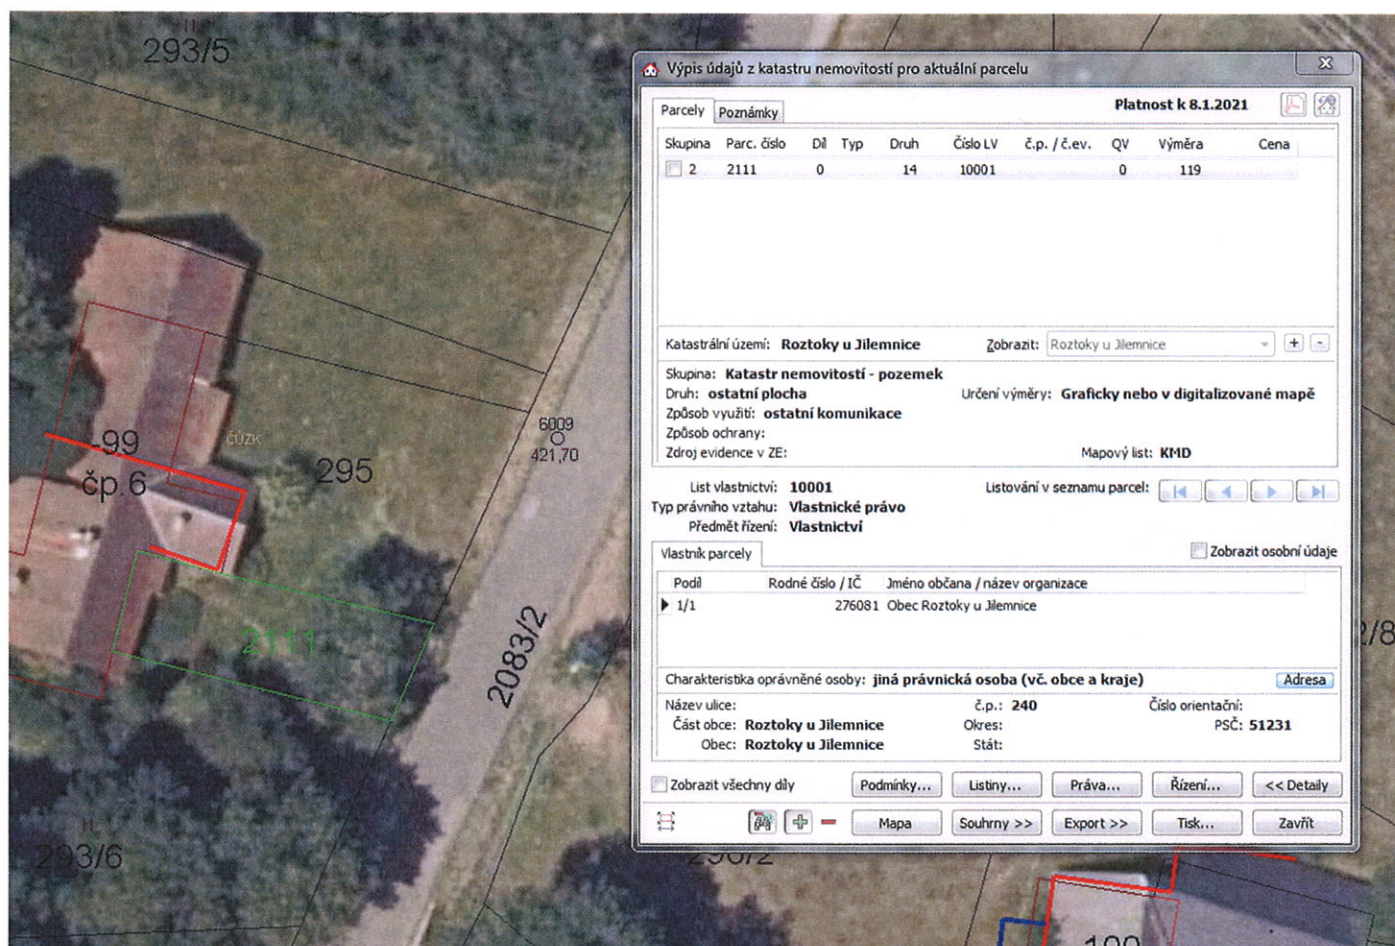 293/5
-99
čp.6
ČÚZK
295
6009
421,70
2111
2083/2
293/6
2/8
Výpis údajů z katastru nemovitostí pro aktuální parcelu
Parcely Poznámky Platnost k 8.1.2021
Skupina Parc. číslo Díl Typ Druh Číslo LV č.p. / č.ev. QV Výměra Cena
2 2111 0 14 10001 0 119
Katastrální území: Roztoky u Jilemnice Zobrazit: Roztoky u Jilemnice + -
Skupina: Katastr nemovitostí - pozemek
Druh: ostatní plocha Určení výměry: Graficky nebo v digitalizované mapě
Způsob využití: ostatní komunikace
Způsob ochrany:
Zdroj evidence v ZE: Mapový list: KMD
List vlastnictví: 10001 Listování v seznamu parcel:
Typ právního vztahu: Vlastnické právo
Předmět řízení: Vlastnictví
Vlastník parcely Zobrazit osobní údaje
Podíl Rodné číslo / IČ Jméno občana / název organizace
1/1 276081 Obec Roztoky u Jilemnice
Charakteristika oprávněné osoby: jiná právnická osoba (vč. obce a kraje) Adresa
Název ulice: č.p.: 240 Číslo orientační:
Část obce: Roztoky u Jilemnice Okres: PSČ: 51231
Obec: Roztoky u Jilemnice Stát:
Zobrazit všechny díly Podmínky... Listiny... Práva... Řízení... << Detaily
Mapa Souhrny >> Export >> Tisk... Zavřít